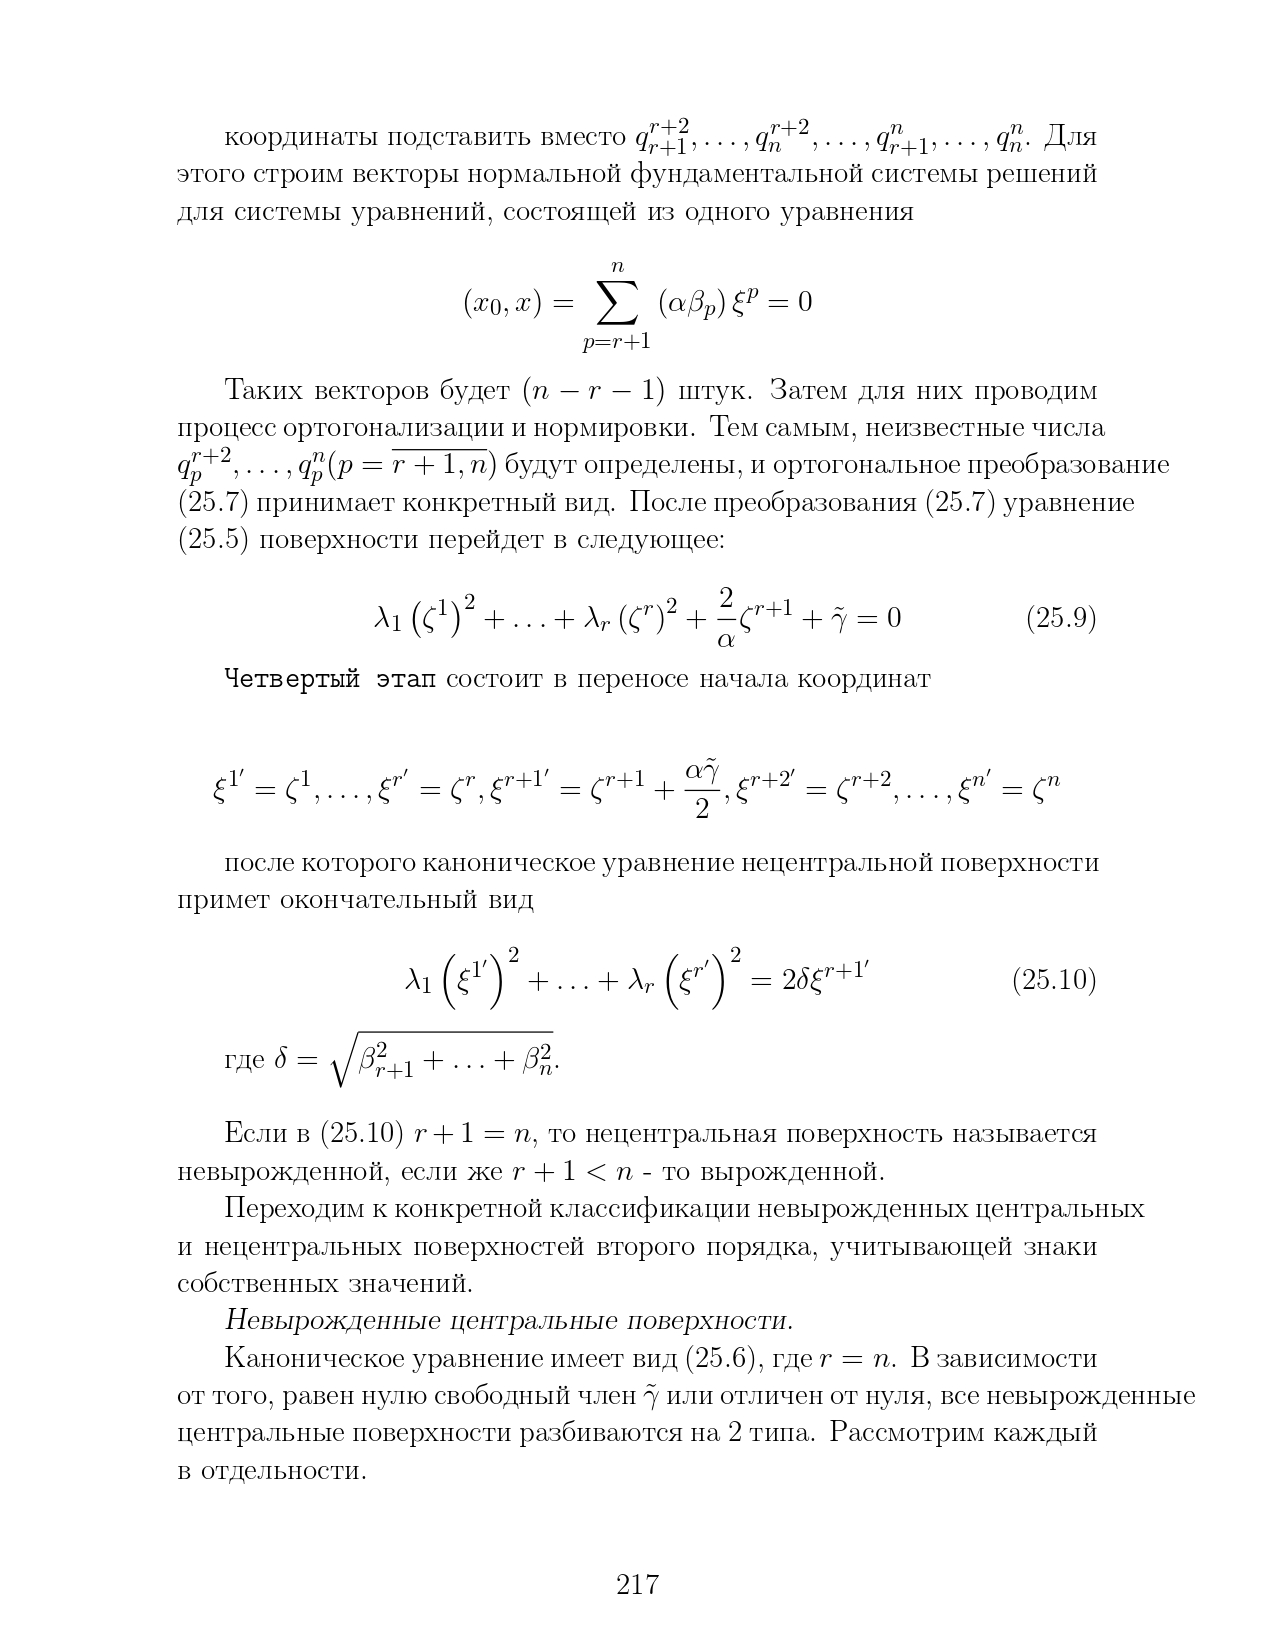 координаты подставить вместо $q_{r+1}^{r+2}, \ldots, q_n^{r+2}, \ldots, q_{r+1}^n, \ldots, q_n^n$. Для
этого строим векторы нормальной фундаментальной системы решений
для системы уравнений, состоящей из одного уравнения
$(x_0, x) = \sum_{p=r+1}^{n} (\alpha\beta_p) \xi^p = 0$
Таких векторов будет $(n - r - 1)$ штук. Затем для них проводим
процесс ортогонализации и нормировки. Тем самым, неизвестные числа
$q_p^{r+2}, \ldots, q_p^n (p = \overline{r+1, n})$ будут определены, и ортогональное преобразование
(25.7) принимает конкретный вид. После преобразования (25.7) уравнение
(25.5) поверхности перейдет в следующее:
$\lambda_1 \left(\zeta^1\right)^2 + \ldots + \lambda_r \left(\zeta^r\right)^2 + \frac{2}{\alpha} \zeta^{r+1} + \tilde{\gamma} = 0$ (25.9)
Четвертый этап состоит в переносе начала координат
$\xi^{1'} = \zeta^1, \ldots, \xi^{r'} = \zeta^r, \xi^{r+1'} = \zeta^{r+1} + \frac{\alpha\tilde{\gamma}}{2}, \xi^{r+2'} = \zeta^{r+2}, \ldots, \xi^{n'} = \zeta^n$
после которого каноническое уравнение нецентральной поверхности
примет окончательный вид
$\lambda_1 \left(\xi^{1'}\right)^2 + \ldots + \lambda_r \left(\xi^{r'}\right)^2 = 2\delta\xi^{r+1'}$ (25.10)
где $\delta = \sqrt{\beta_{r+1}^2 + \ldots + \beta_n^2}$.
Если в (25.10) $r + 1 = n$, то нецентральная поверхность называется
невырожденной, если же $r + 1 < n$ - то вырожденной.
Переходим к конкретной классификации невырожденных центральных
и нецентральных поверхностей второго порядка, учитывающей знаки
собственных значений.
Невырожденные центральные поверхности.
Каноническое уравнение имеет вид (25.6), где $r = n$. В зависимости
от того, равен нулю свободный член $\tilde{\gamma}$ или отличен от нуля, все невырожденные
центральные поверхности разбиваются на 2 типа. Рассмотрим каждый
в отдельности.
217